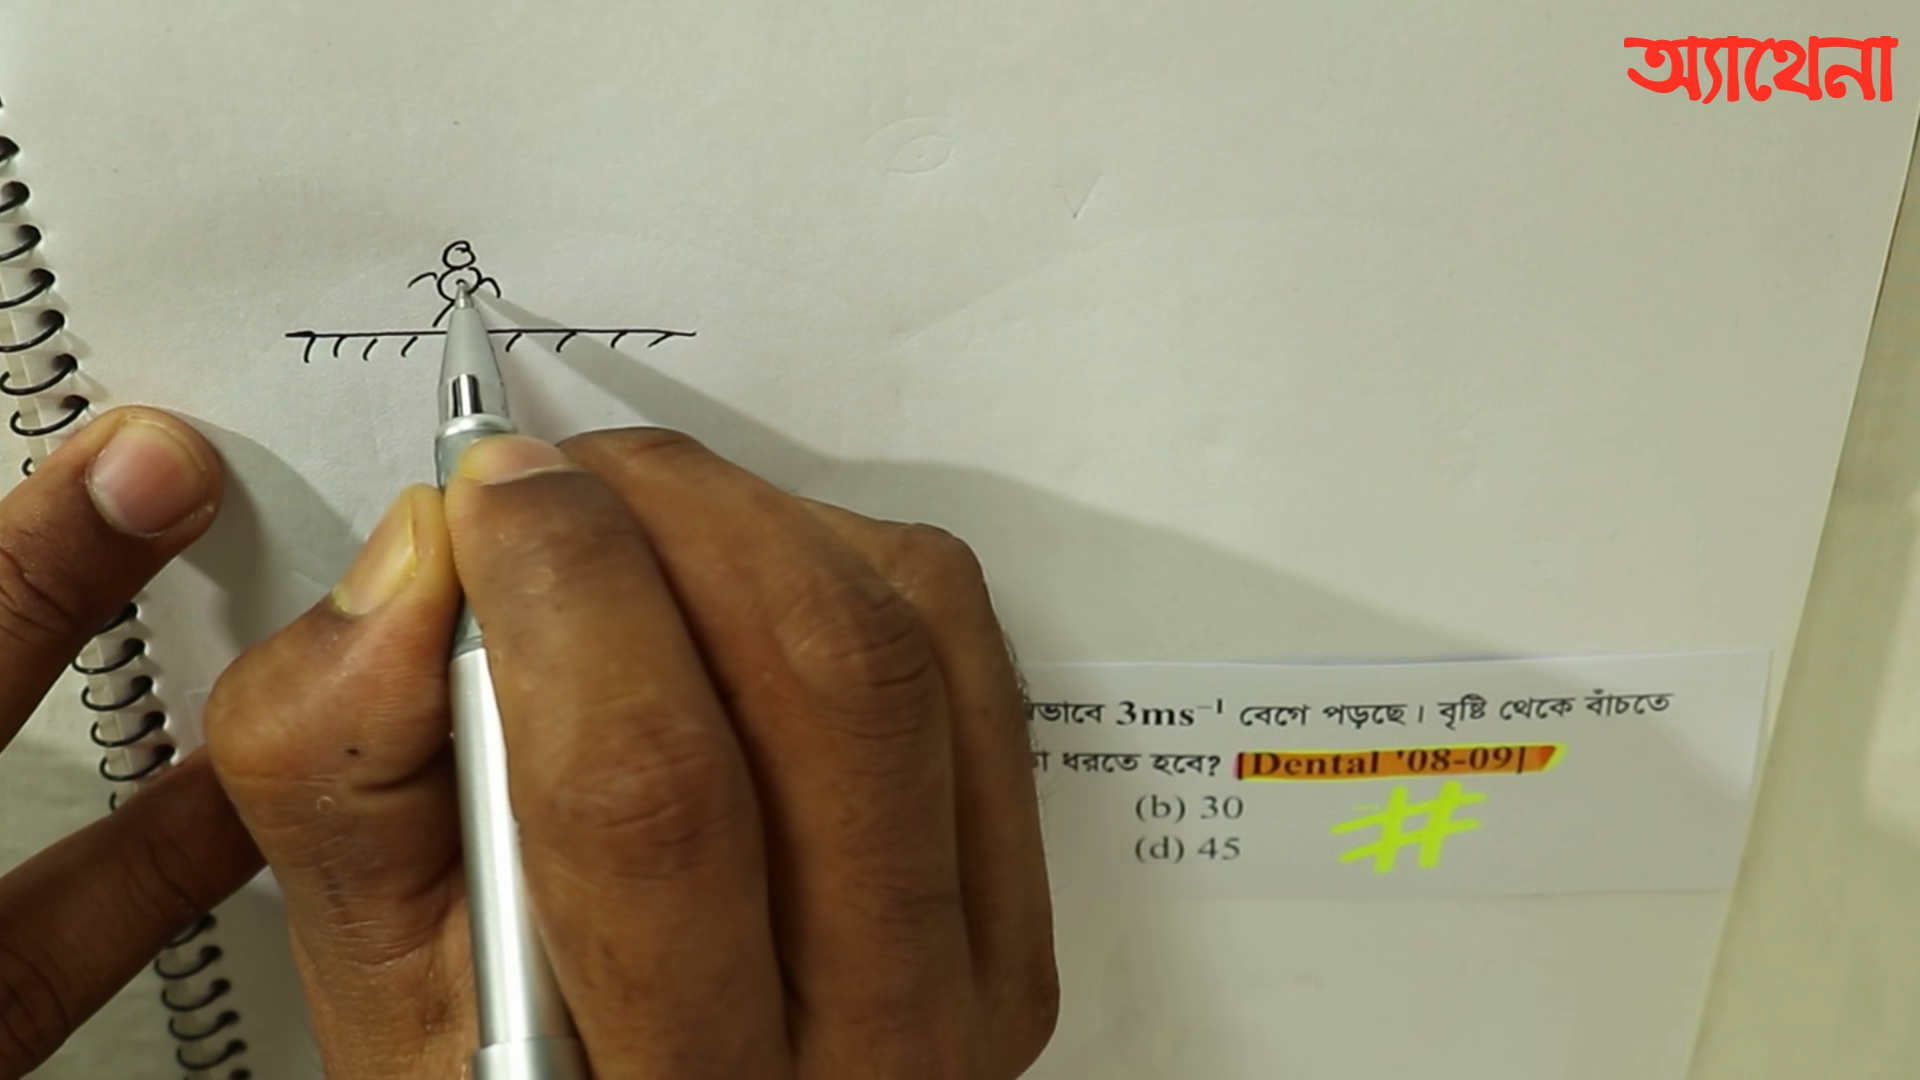 অ্যাথেনা
3ms⁻¹ বেগে পড়ছে। বৃষ্টি থেকে বাঁচতে
ধরতে হবে? [Dental '08-09]
(b) 30
(d) 45